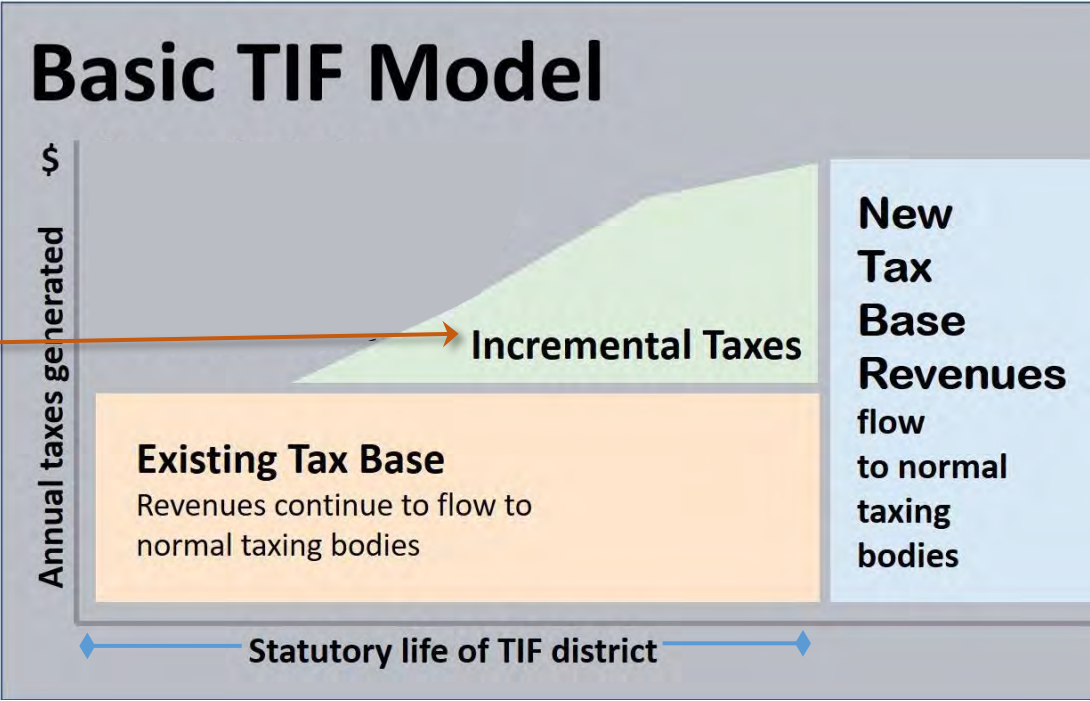 Basic TIF Model
$
Annual taxes generated
Incremental Taxes
Existing Tax Base
Revenues continue to flow to
normal taxing bodies
New
Tax
Base
Revenues
flow
to normal
taxing
bodies
Statutory life of TIF district